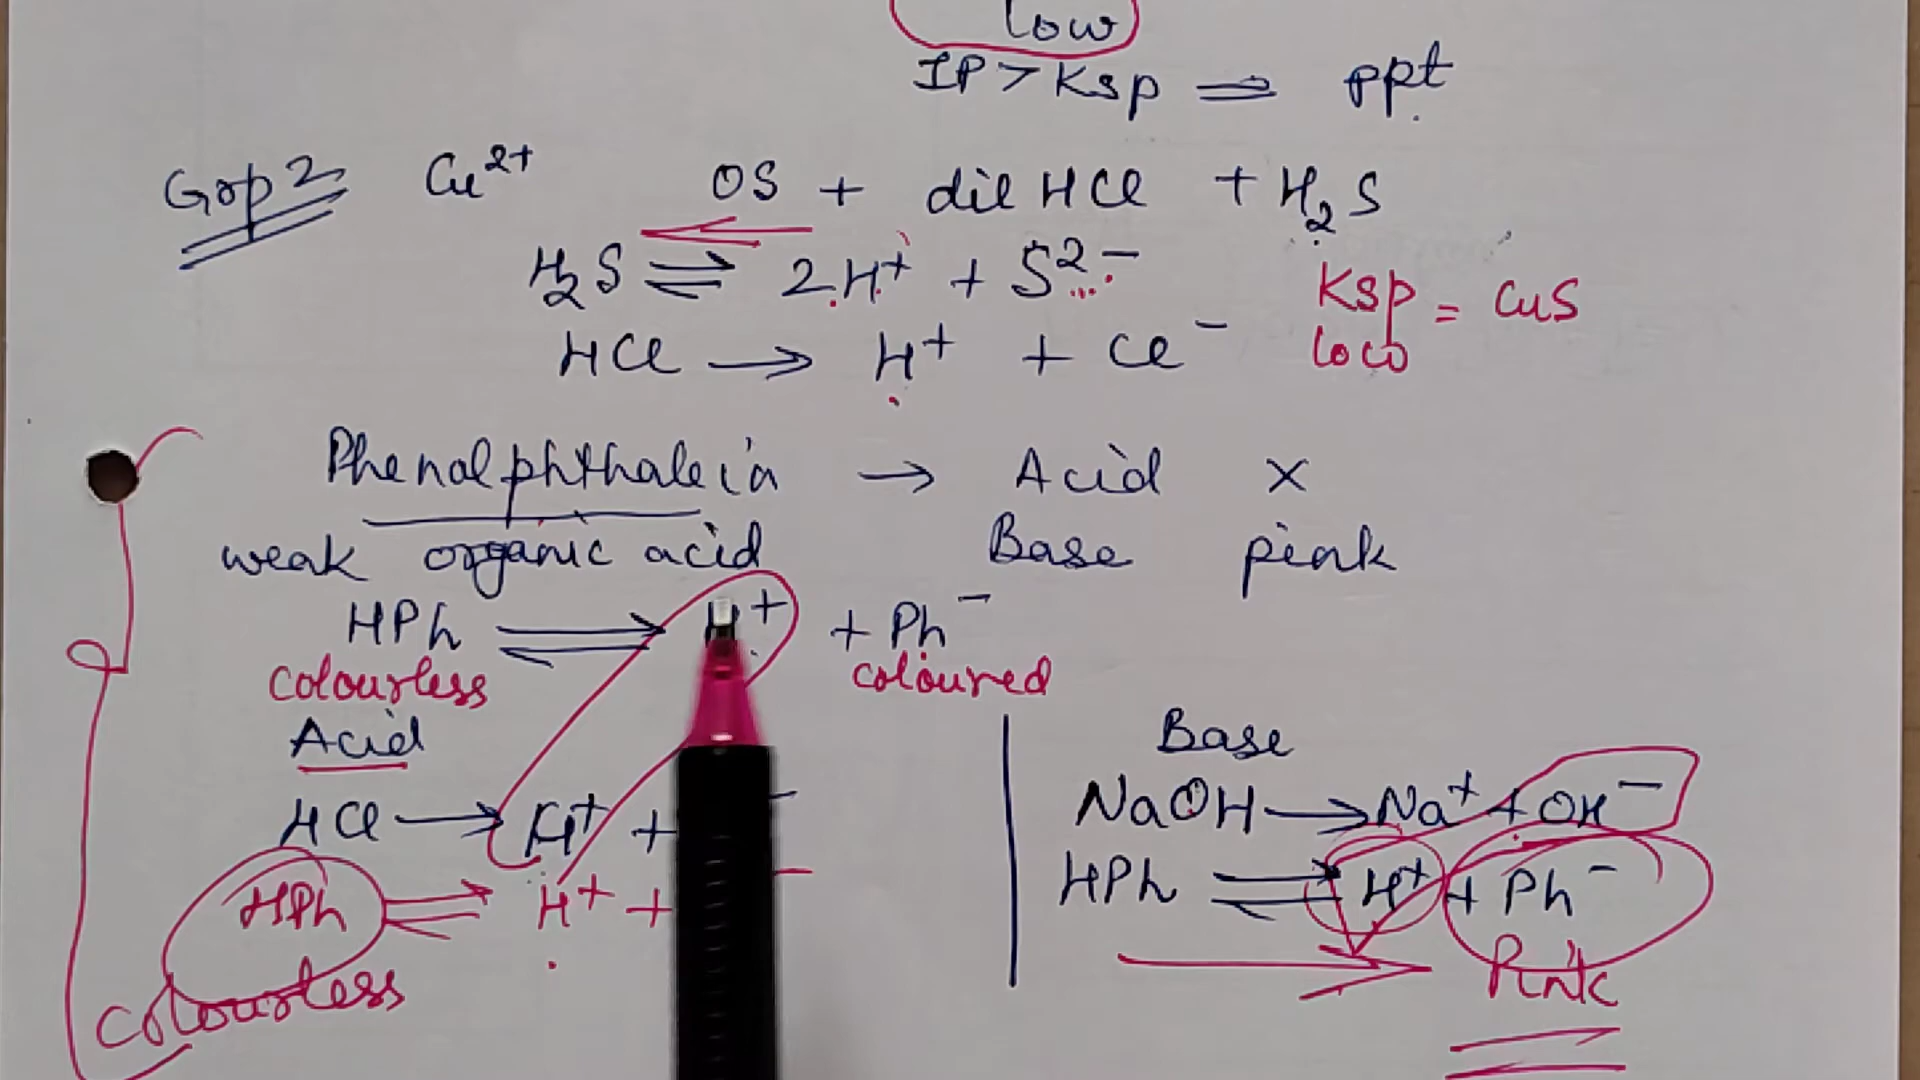 low
IP > Ksp ⇒ ppt.
Grp 2 Cu²⁺ OS + dil HCl + H₂S
H₂S ⇌ 2H⁺ + S²⁻
Ksp = CuS
low
HCl → H⁺ + Cl⁻
Phenalphthalein → Acid ×
weak organic acid Base pink
HPh ⇌ H⁺ + Ph⁻
colourless coloured
Acid
HCl → H⁺ +
HPh ⇌ H⁺ +
colourless
Base
NaOH → Na⁺ + OH⁻
HPh ⇌ H⁺ + Ph⁻
Pink